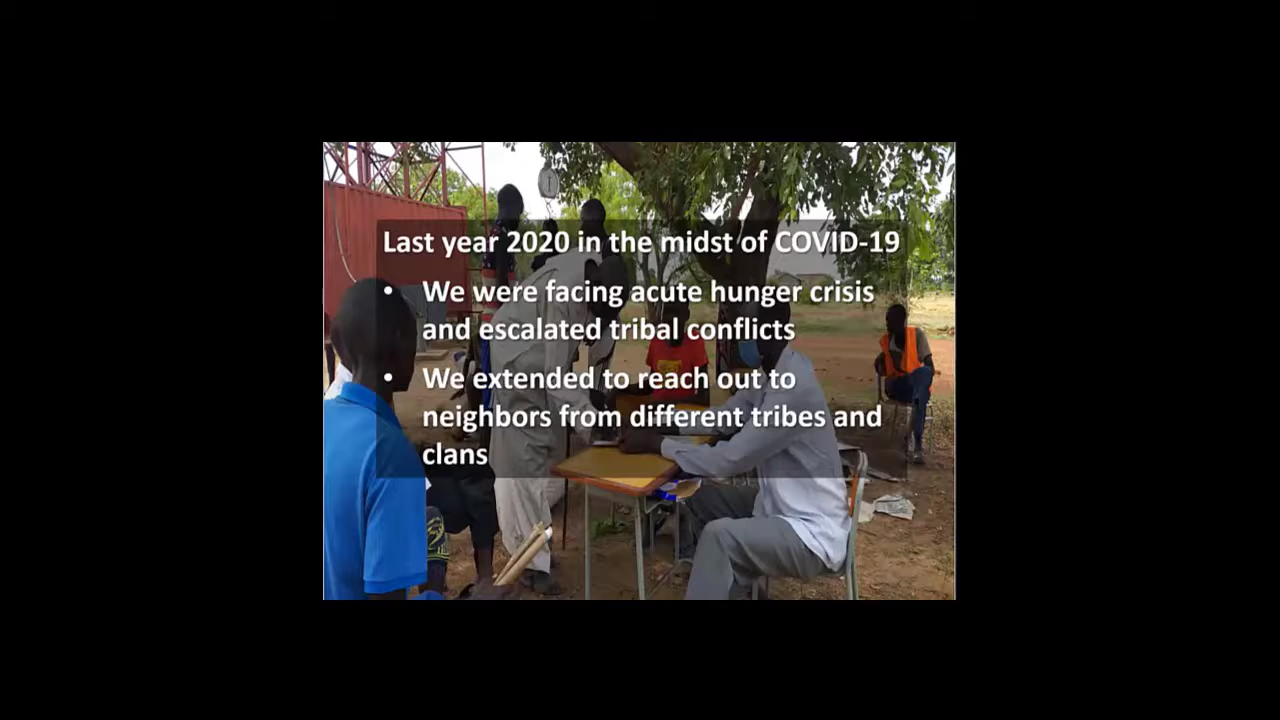 Last year 2020 in the midst of COVID-19
• We were facing acute hunger crisis
and escalated tribal conflicts
• We extended to reach out to
neighbors from different tribes and
clans